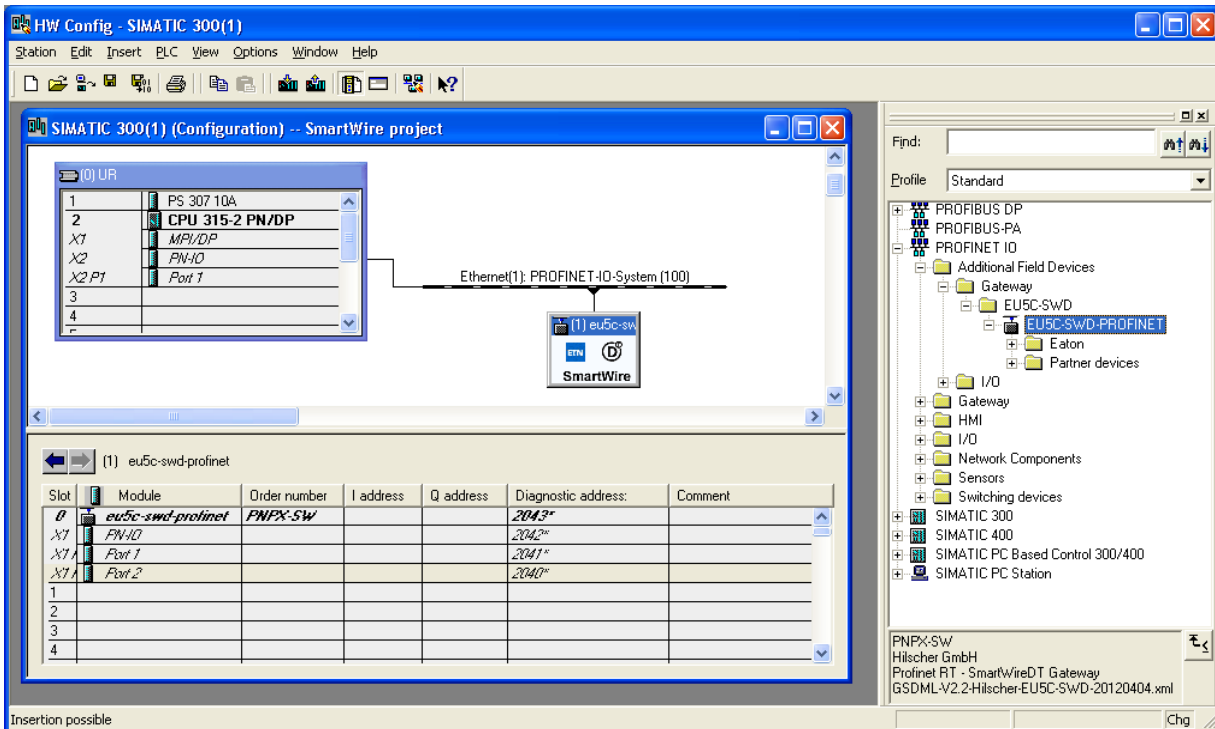 HW Config - SIMATIC 300(1)
Station Edit Insert PLC View Options Window Help
SIMATIC 300(1) (Configuration) -- SmartWire project
(0) UR
1 PS 307 10A
2 CPU 315-2 PN/DP
X1 MPI/DP
X2 PN-IO
X2 P1 Port 1
3
4
Ethernet(1): PROFINET-IO-System (100)
(1) eu5c-sw
ETN
SmartWire
(1) eu5c-swd-profinet
Slot Module Order number I address Q address Diagnostic address: Comment
0 eu5c-swd-profinet PNPX-SW 2043*
X1 PN-IO 2042*
X1 Port 1 2041*
X1 Port 2 2040*
1
2
3
4
Find:
Profile Standard
PROFIBUS DP
PROFIBUS-PA
PROFINET IO
Additional Field Devices
Gateway
EU5C-SWD
EU5C-SWD-PROFINET
Eaton
Partner devices
I/O
Gateway
HMI
I/O
Network Components
Sensors
Switching devices
SIMATIC 300
SIMATIC 400
SIMATIC PC Based Control 300/400
SIMATIC PC Station
PNPX-SW
Hilscher GmbH
Profinet RT - SmartWireDT Gateway
GSDML-V2.2-Hilscher-EU5C-SWD-20120404.xml
Insertion possible
Chg